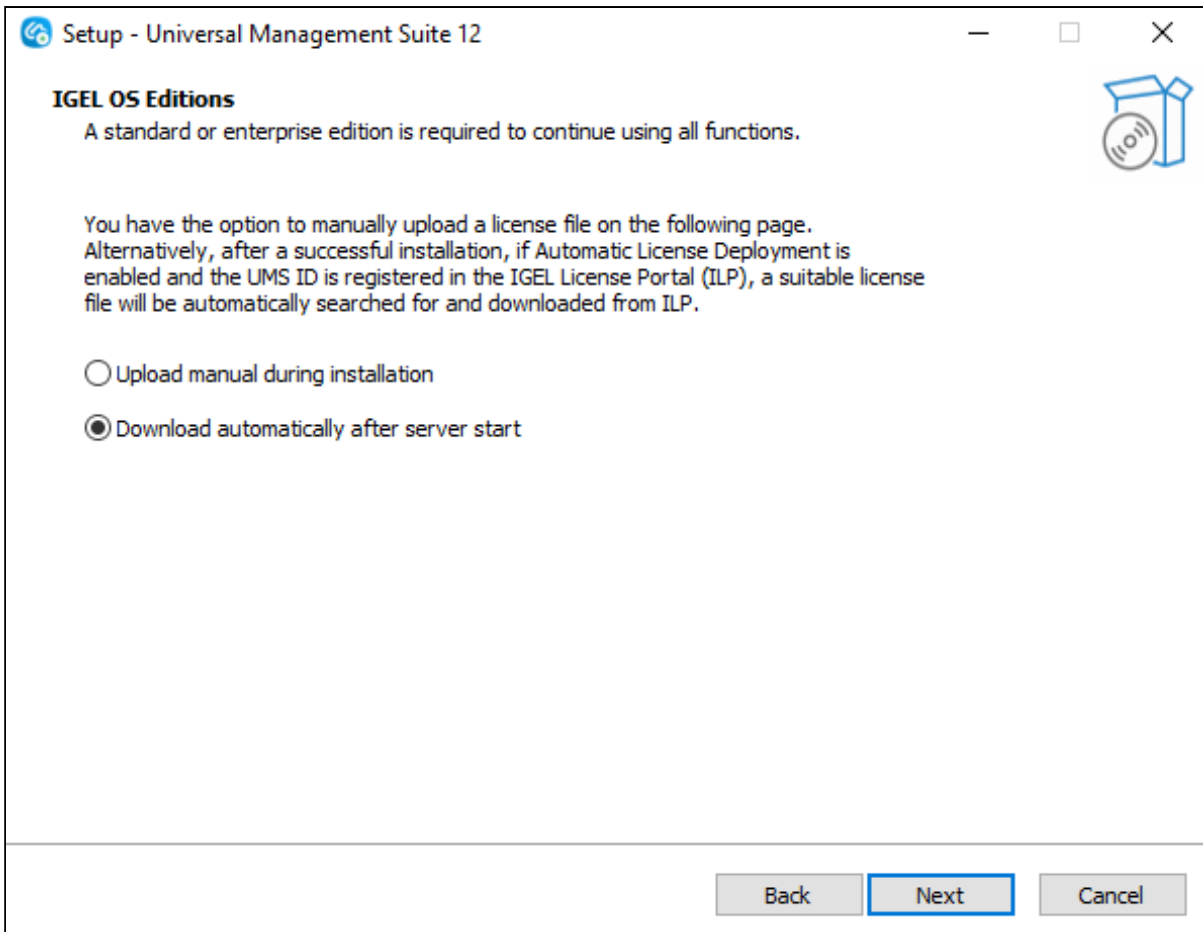 Setup - Universal Management Suite 12
IGEL OS Editions
A standard or enterprise edition is required to continue using all functions.
You have the option to manually upload a license file on the following page.
Alternatively, after a successful installation, if Automatic License Deployment is
enabled and the UMS ID is registered in the IGEL License Portal (ILP), a suitable license
file will be automatically searched for and downloaded from ILP.
Upload manual during installation
Download automatically after server start
Back Next Cancel